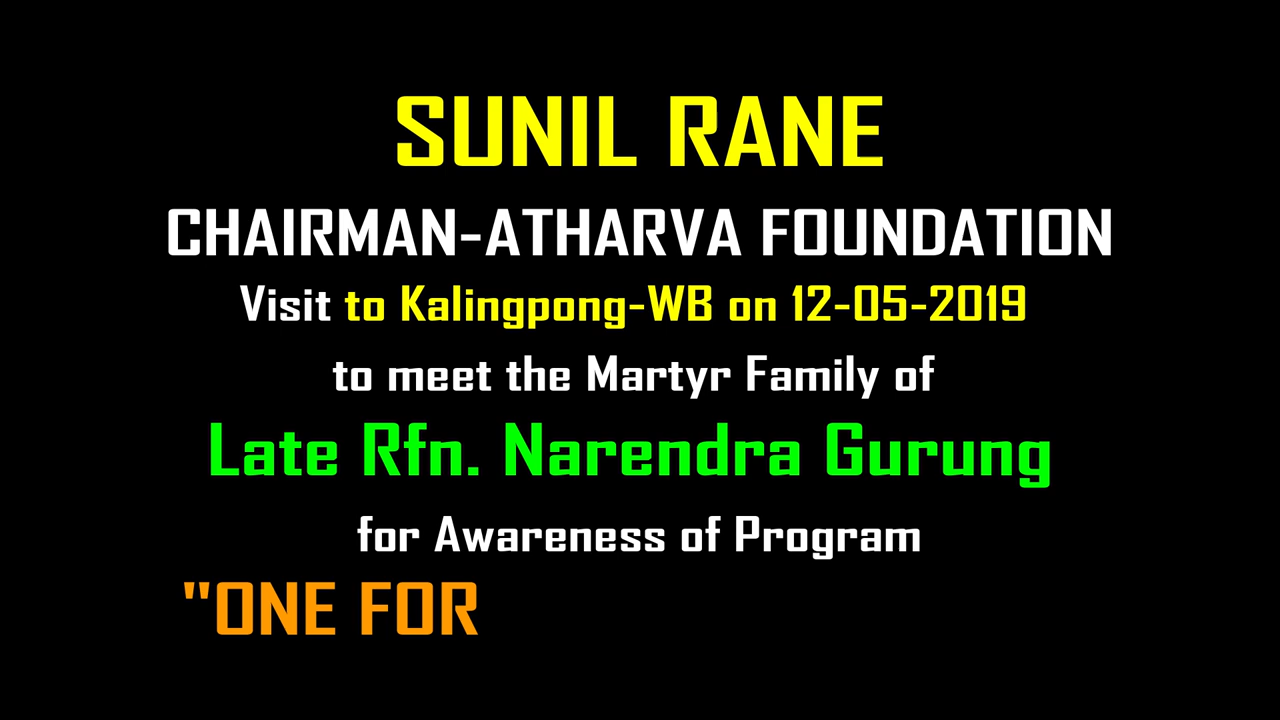 SUNIL RANE
CHAIRMAN-ATHARVA FOUNDATION
Visit to Kalingpong-WB on 12-05-2019
to meet the Martyr Family of
Late Rfn. Narendra Gurung
for Awareness of Program
"ONE FOR